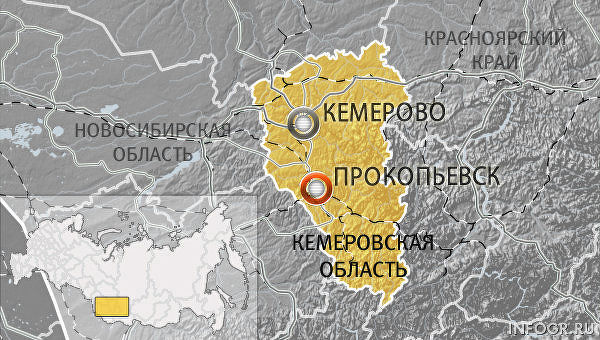 КРАСНОЯРСКИЙ
КРАЙ
КЕМЕРОВО
НОВОСИБИРСКАЯ
ОБЛАСТЬ
ПРОКОПЬЕВСК
КЕМЕРОВСКАЯ
ОБЛАСТЬ
INFOGR.RU